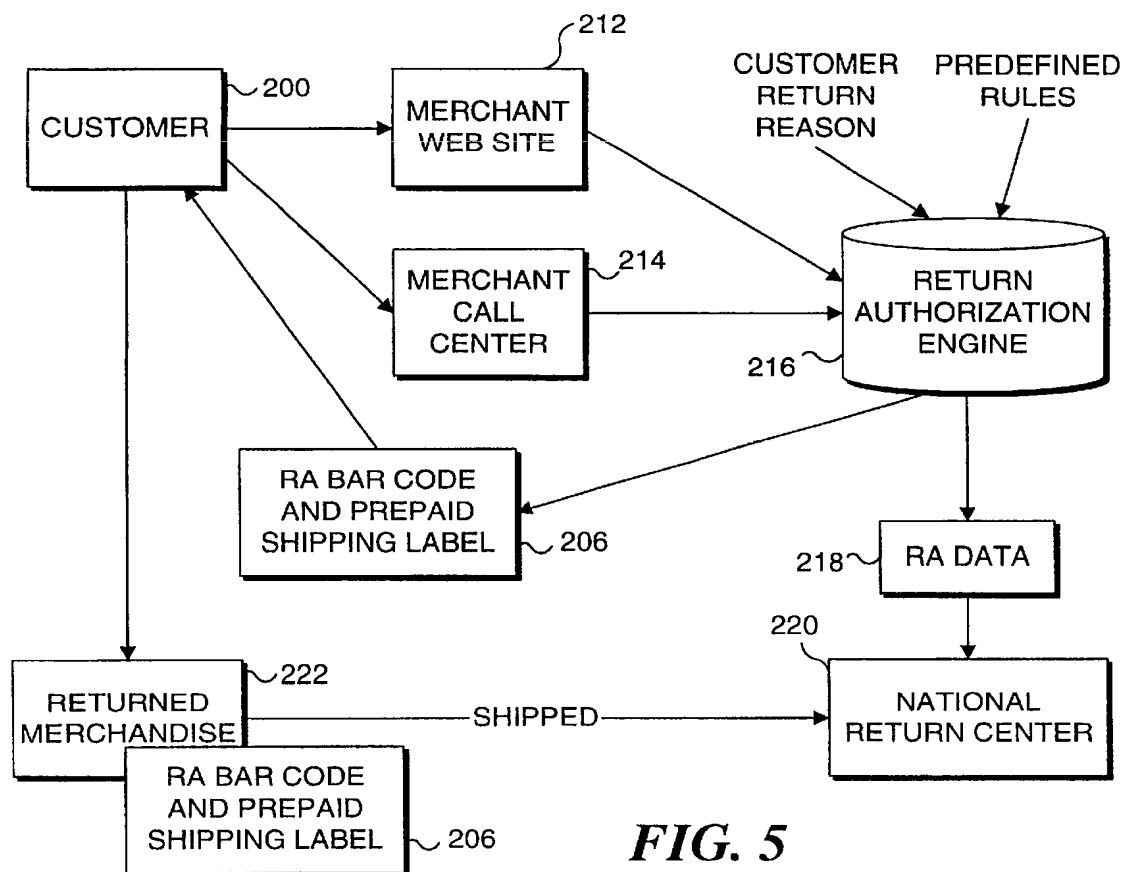 212
CUSTOMER
RETURN
REASON
PREDEFINED
RULES
200
CUSTOMER
MERCHANT
WEB SITE
214
MERCHANT
CALL
CENTER
RETURN
AUTHORIZATION
ENGINE
216
RA BAR CODE
AND PREPAID
SHIPPING LABEL
206
218
RA DATA
220
222
RETURNED
MERCHANDISE
SHIPPED
NATIONAL
RETURN CENTER
RA BAR CODE
AND PREPAID
SHIPPING LABEL
206
FIG. 5